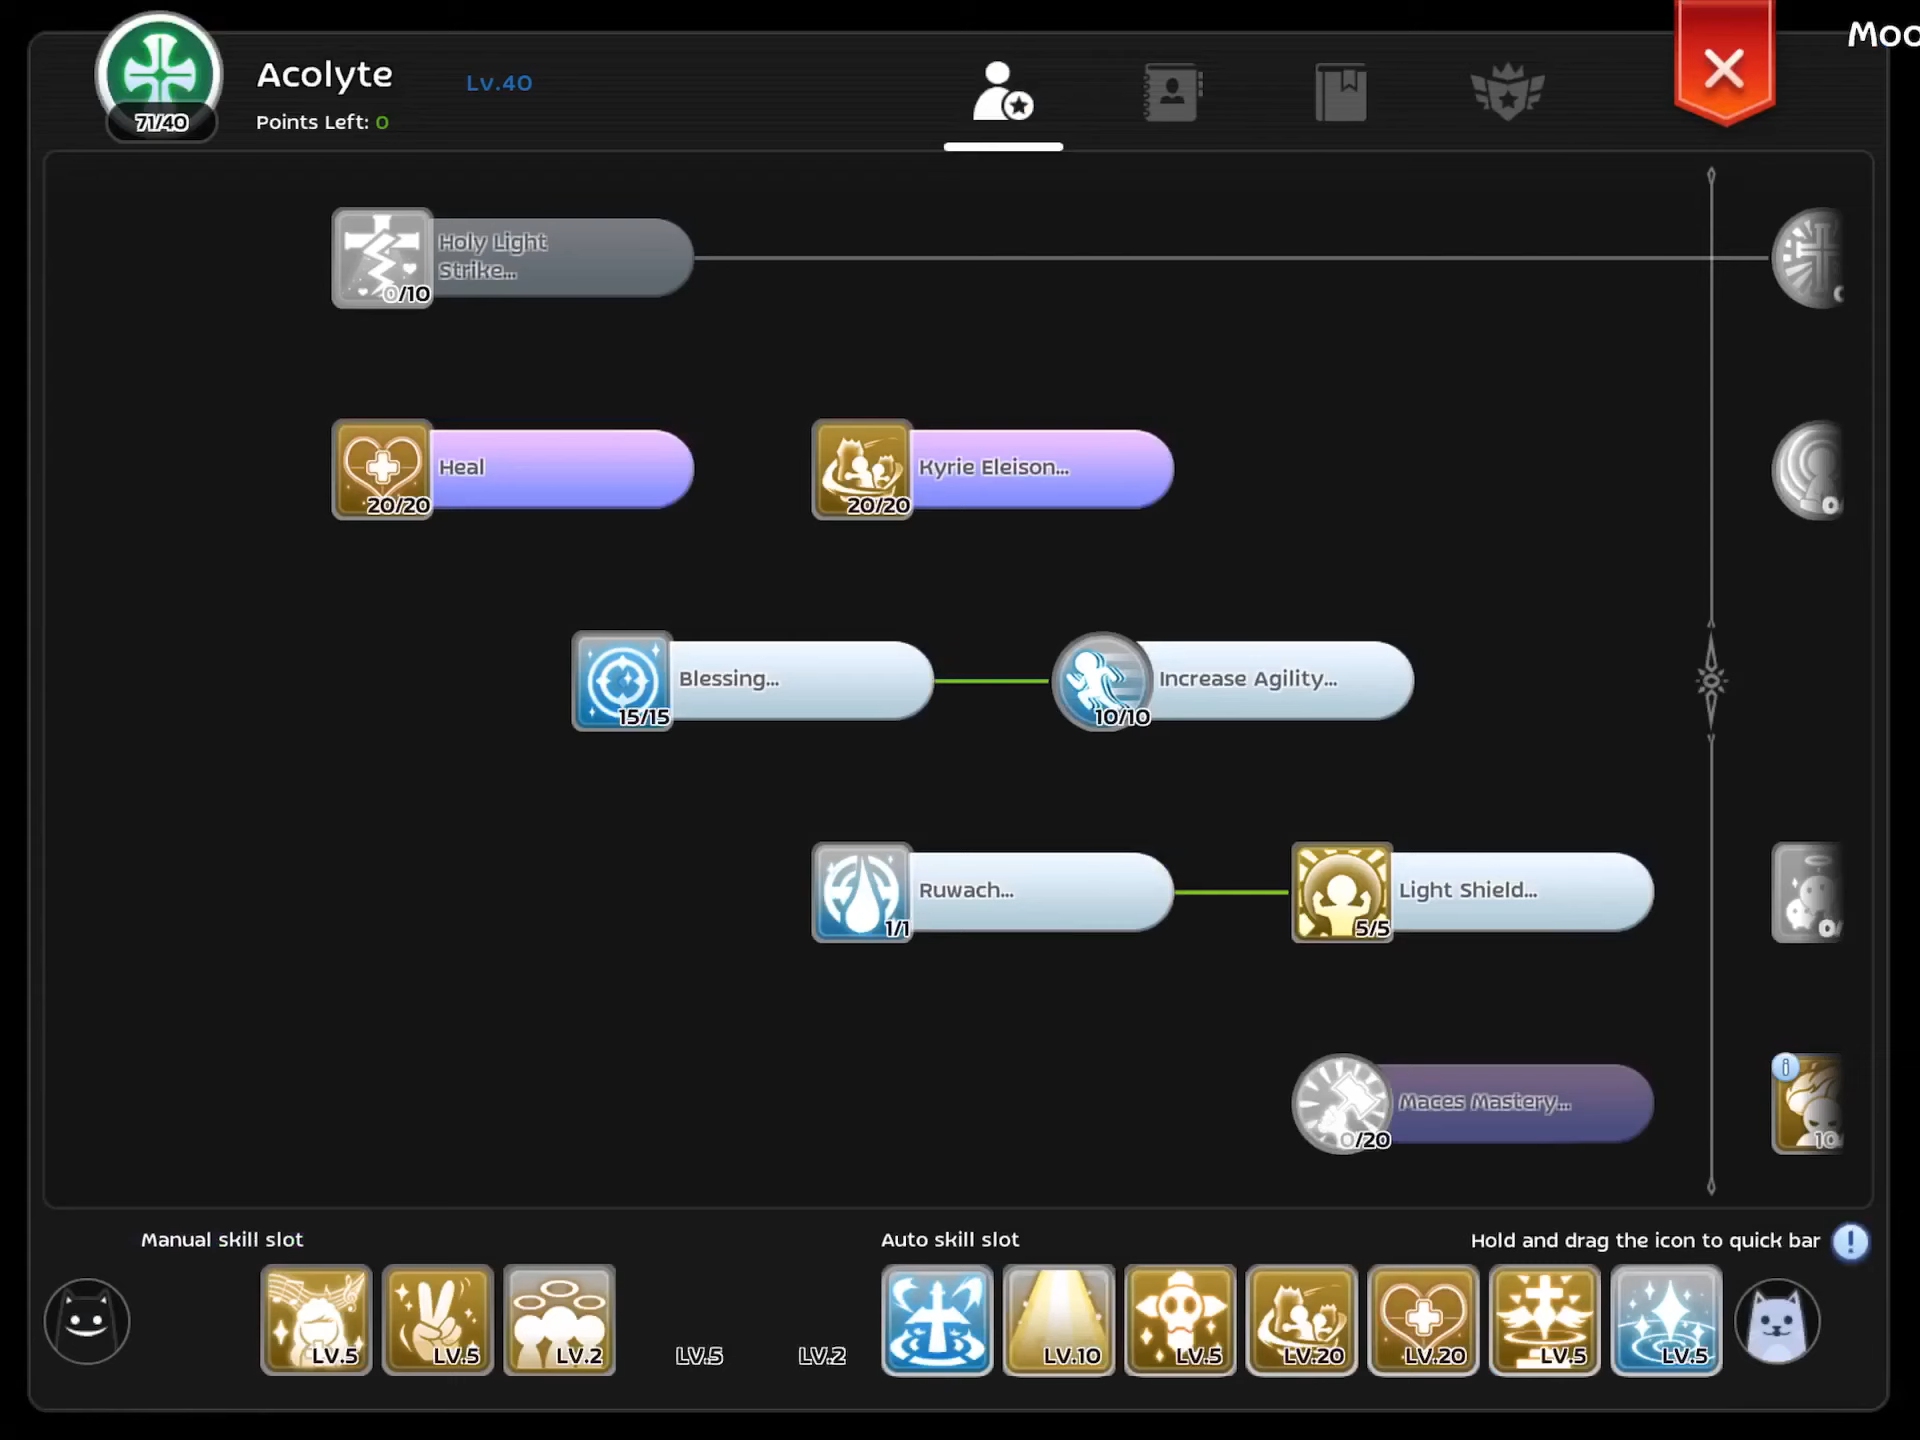 Moo
Acolyte
Lv.40
71/40
Points Left: 0
Holy Light
Strike...
0/10
Heal
20/20
Kyrie Eleison...
20/20
Blessing...
15/15
Increase Agility...
10/10
Ruwach...
1/1
Light Shield...
5/5
Maces Mastery...
0/20
10
Manual skill slot
Auto skill slot
Hold and drag the icon to quick bar
LV.5
LV.5
LV.2
LV.5
LV.2
LV.10
LV.5
LV.20
LV.20
LV.5
LV.5